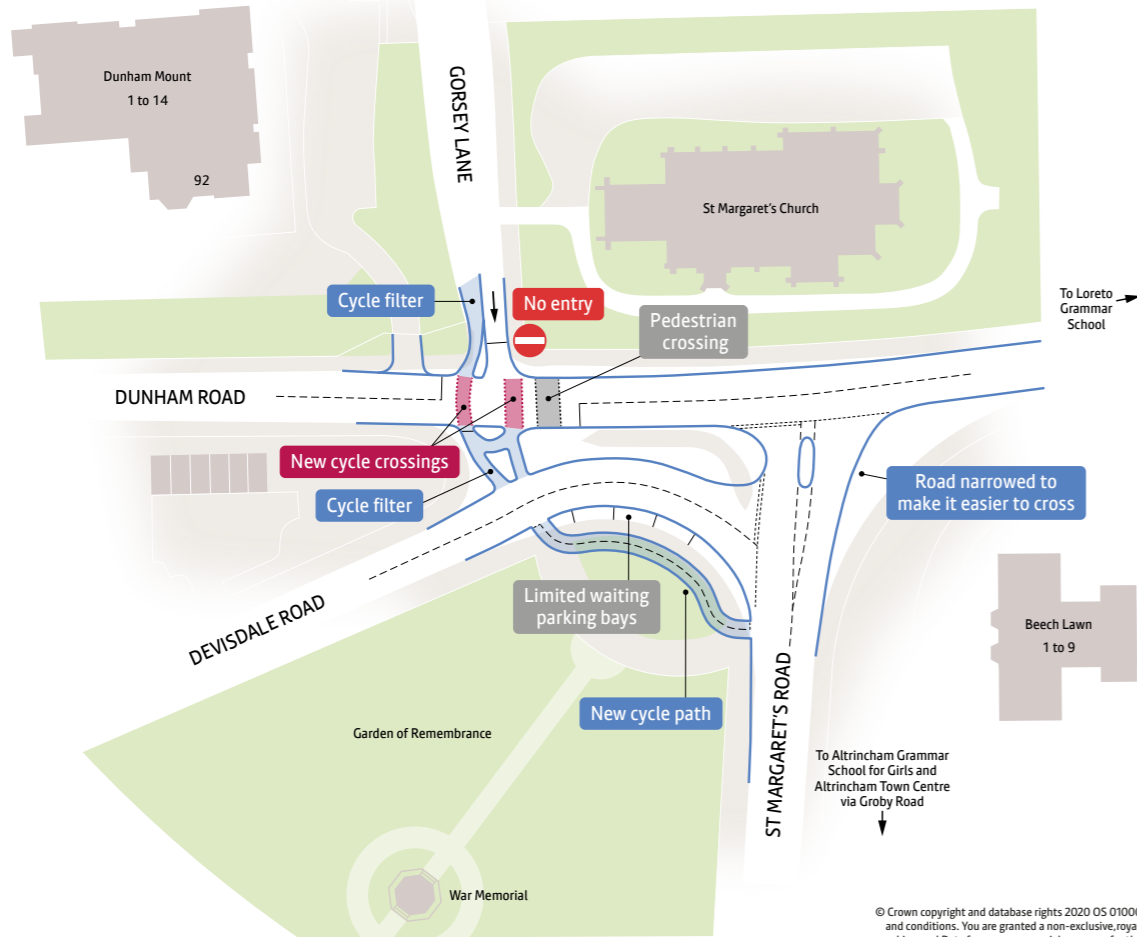 Dunham Mount
1 to 14
92
GORSEY LANE
St Margaret's Church
Cycle filter
No entry
Pedestrian
crossing
To Loreto
Grammar
School
DUNHAM ROAD
New cycle crossings
Cycle filter
Road narrowed to
make it easier to cross
Limited waiting
parking bays
DEVISDALE ROAD
Beech Lawn
1 to 9
New cycle path
Garden of Remembrance
ST MARGARET'S ROAD
To Altrincham Grammar
School for Girls and
Altrincham Town Centre
via Groby Road
War Memorial
© Crown copyright and database rights 2020 OS 01000
and conditions. You are granted a non-exclusive, roya